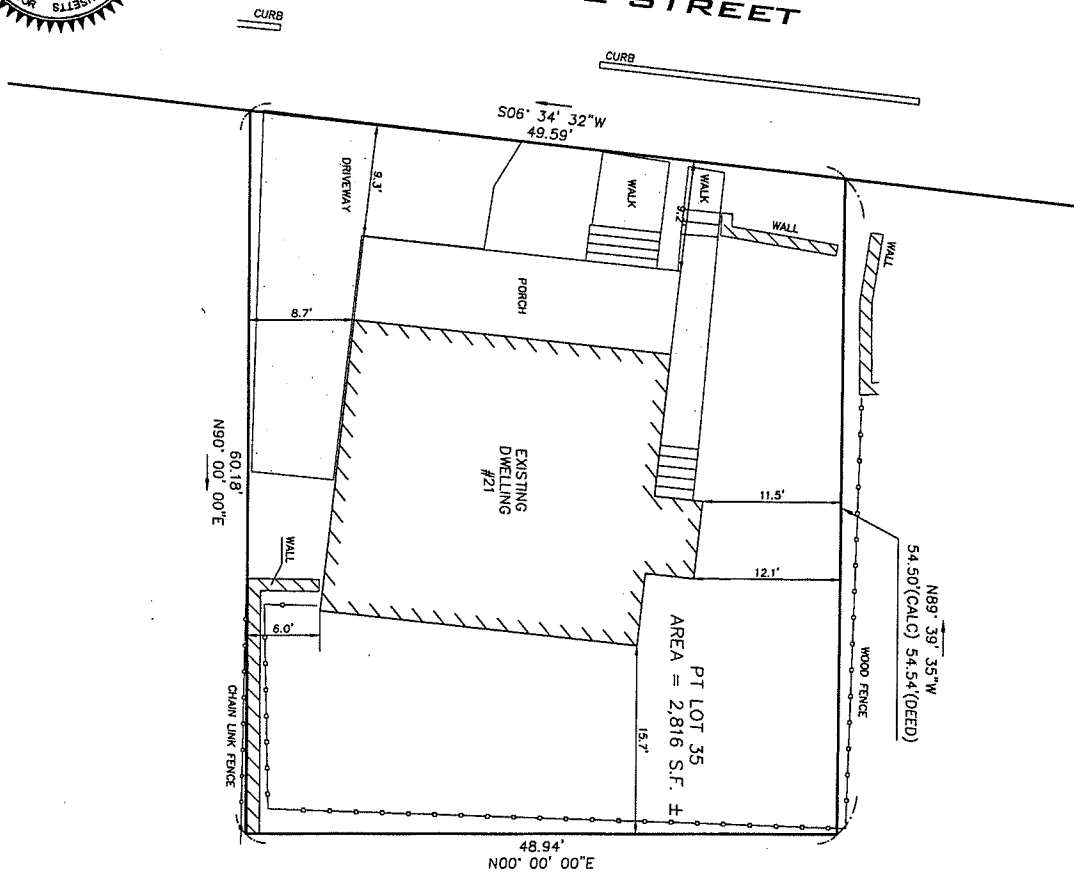 STREET
CURB
CURB
S06° 34' 32"W
49.59'
DRIVEWAY
9.3'
WALK
WALK
9.2'
WALL
WALL
PORCH
8.7'
EXISTING
DWELLING
#21
60.18'
N90° 00' 00"E
11.5'
12.1'
N89° 39' 35"W
54.50'(CALC) 54.54'(DEED)
WALL
6.0'
PT LOT 35
AREA = 2,816 S.F. ±
WOOD FENCE
15.7'
CHAIN LINK FENCE
48.94'
N00° 00' 00"E